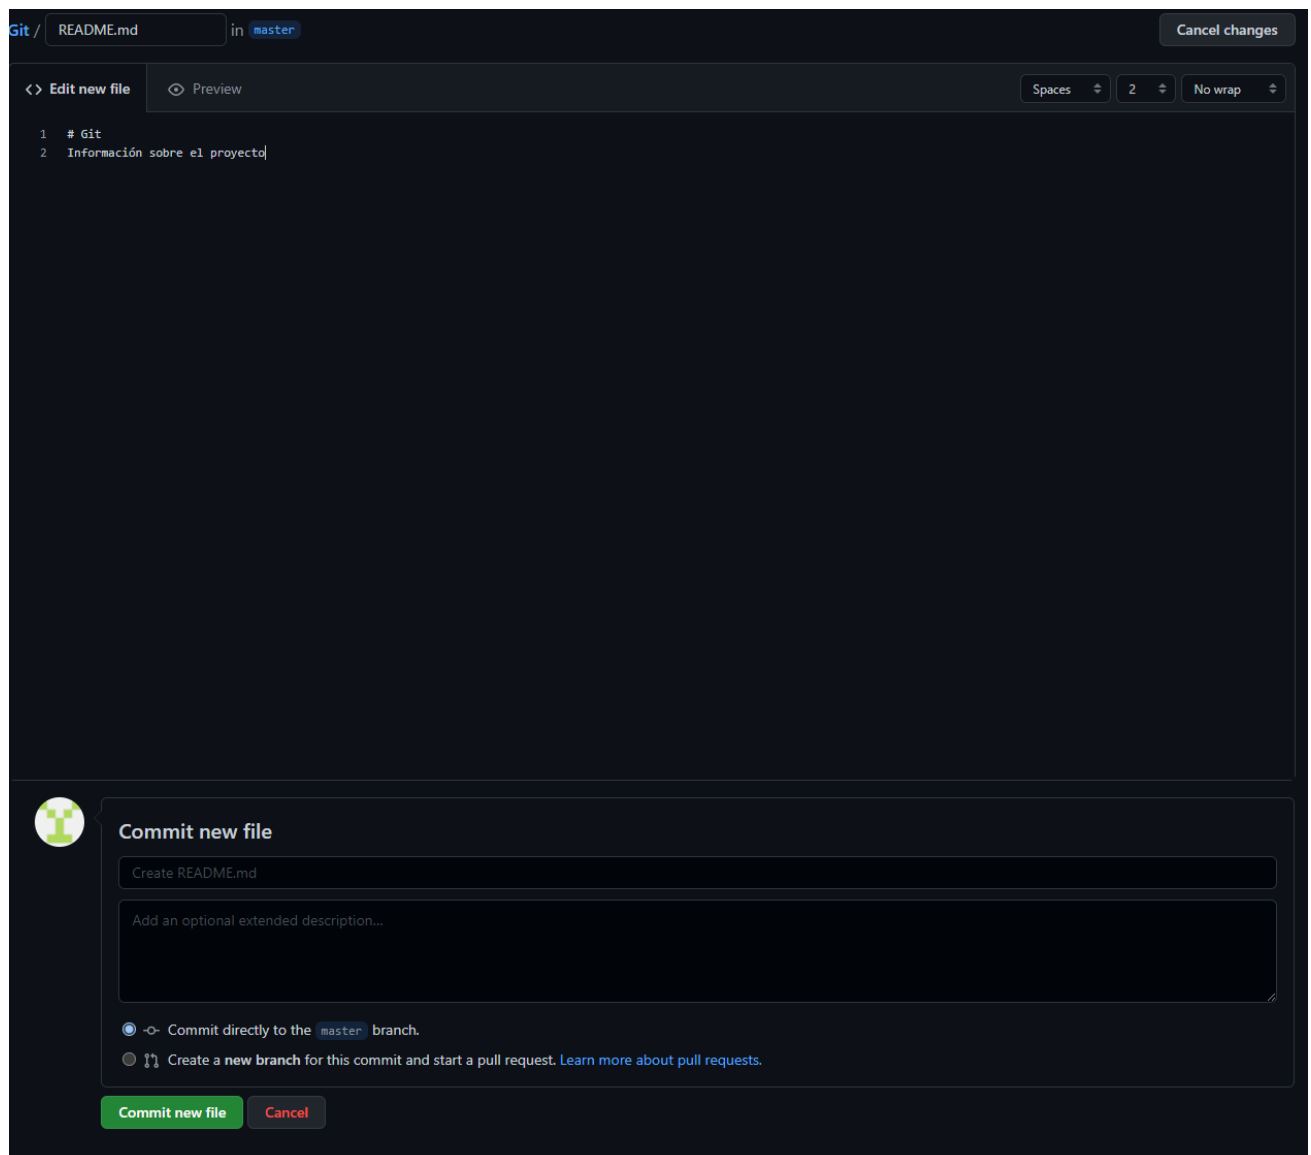 Git / README.md in master Cancel changes
<> Edit new file Preview Spaces 2 No wrap
1 # Git
2 Información sobre el proyecto
Commit new file
Create README.md
Add an optional extended description...
Commit directly to the master branch.
Create a new branch for this commit and start a pull request. Learn more about pull requests.
Commit new file Cancel